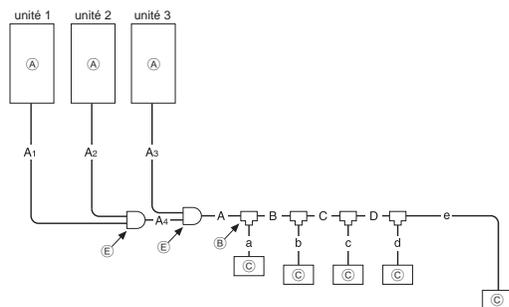 unité 1 unité 2 unité 3
Ⓐ Ⓐ Ⓐ
A1 A2 A3
A4 A B C D e
Ⓔ Ⓔ Ⓑ a b c d
Ⓒ Ⓒ Ⓒ Ⓒ
Ⓒ